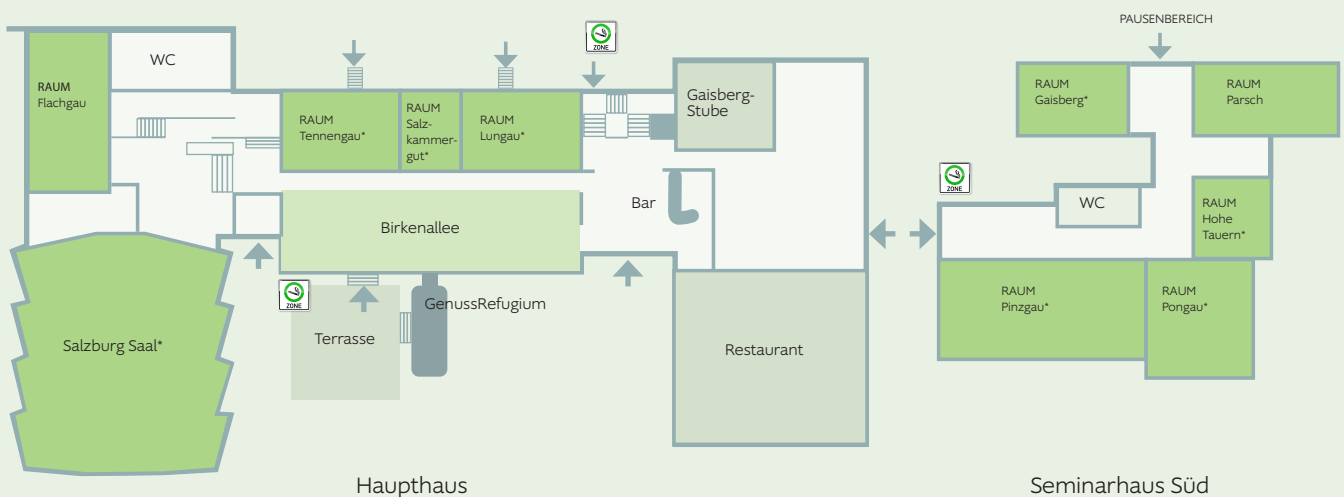 PAUSENBEREICH
ZONE
WC
RAUM
Flachgau
RAUM
Tennengau*
RAUM
Salz-
kammer-
gut*
RAUM
Lungau*
Gaisberg-
Stube
Birkenallee
Bar
ZONE
GenussRefugium
Terrasse
Salzburg Saal*
Restaurant
Haupthaus
RAUM
Gaisberg*
RAUM
Parsch
ZONE
WC
RAUM
Hohe
Tauern*
RAUM
Pinzgau*
RAUM
Pongau*
Seminarhaus Süd